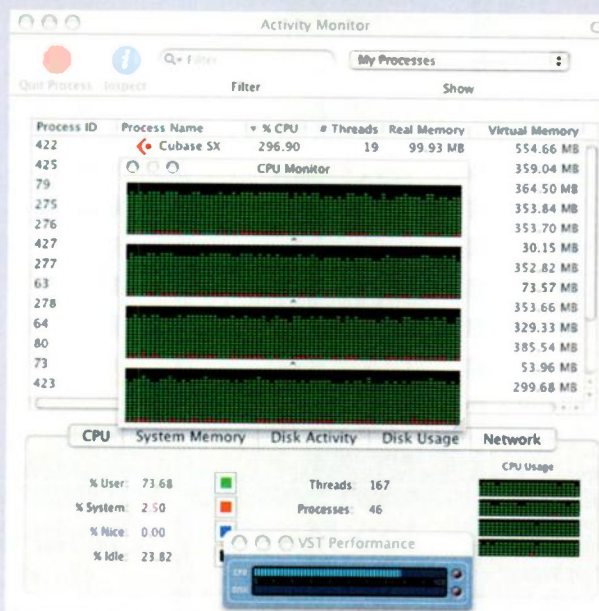 Activity Monitor
Filter
My Processes
Quit Process Inspect Filter Show
Process ID Process Name % CPU # Threads Real Memory Virtual Memory
422 Cubase SX 296.90 19 99.93 MB 554.66 MB
CPU Monitor
425 359.04 MB
79 364.50 MB
275 353.84 MB
276 353.70 MB
427 30.15 MB
277 352.82 MB
63 73.57 MB
278 353.66 MB
64 329.33 MB
80 385.54 MB
73 53.96 MB
423 299.68 MB
CPU System Memory Disk Activity Disk Usage Network
CPU Usage
% User: 73.68 Threads: 167
% System: 2.50 Processes: 46
% Nice: 0.00
% Idle: 23.82
VST Performance
CPU
DISK